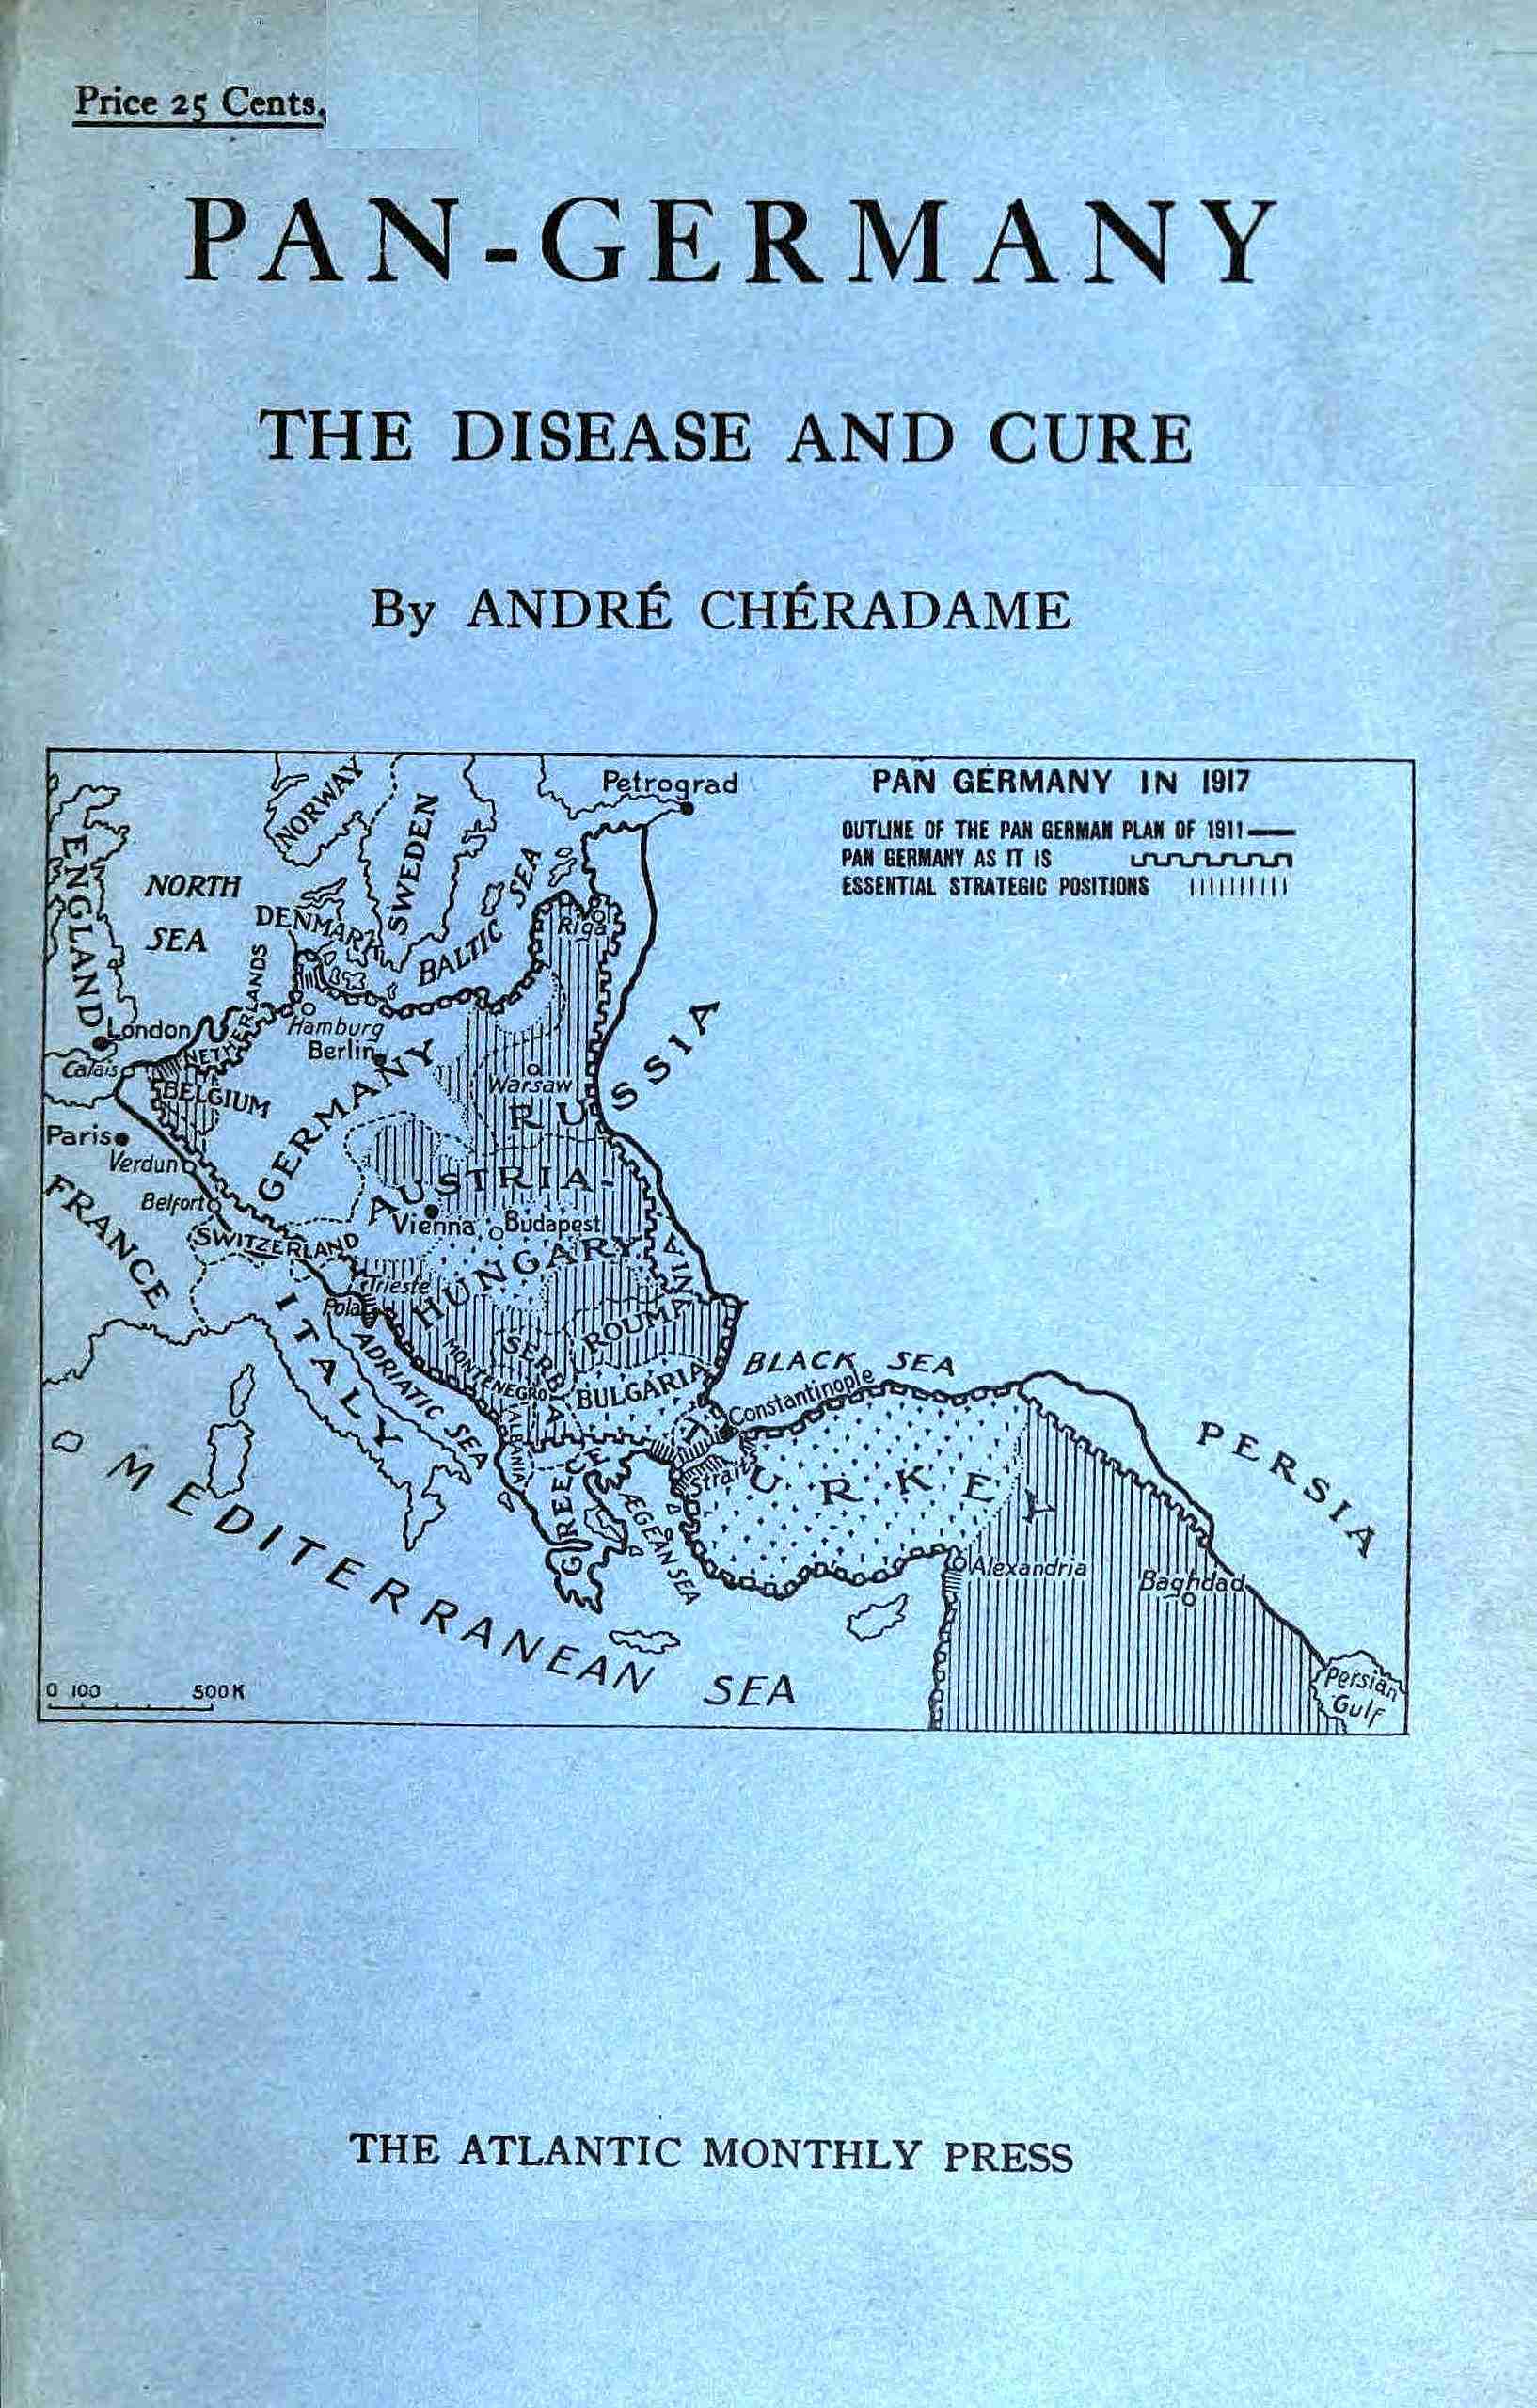 Price 25 Cents.
PAN-GERMANY
THE DISEASE AND CURE
By ANDRÉ CHÉRADAME
PAN GERMANY IN 1917
OUTLINE OF THE PAN GERMAN PLAN OF 1911
PAN GERMANY AS IT IS
ESSENTIAL STRATEGIC POSITIONS
Petrograd
NORWAY
SWEDEN
ENGLAND
NORTH
SEA
DENMARK
BALTIC SEA
Riga
NETHERLANDS
London
Hamburg
Berlin
NETH
Calais
BELGIUM
Warsaw
RUSSIA
GERMANY
Paris
Verdun
Belfort
FRANCE
AUSTRIA-
HUNGARY
Vienna
Budapest
SWITZERLAND
Trieste
Pola
ITALY
ADRIATIC SEA
MONTENEGRO
SERBIA
ROUMANIA
BULGARIA
ALBANIA
BLACK SEA
Constantinople
Strait
TURKEY
GREECE
ÆGEAN SEA
PERSIA
Alexandria
Baghdad
Persian
Gulf
MEDITERRANEAN SEA
0 100 500K
THE ATLANTIC MONTHLY PRESS